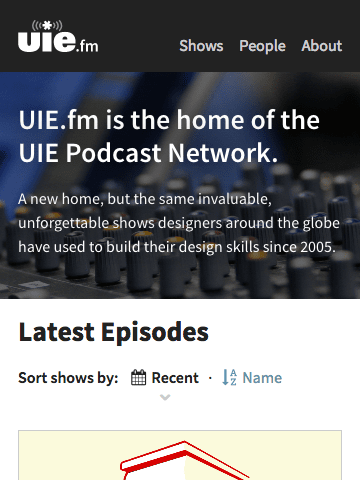 uie.fm
Shows People About
UIE.fm is the home of the
UIE Podcast Network.
A new home, but the same invaluable,
unforgettable shows designers around the globe
have used to build their design skills since 2005.
Latest Episodes
Sort shows by: Recent · Name